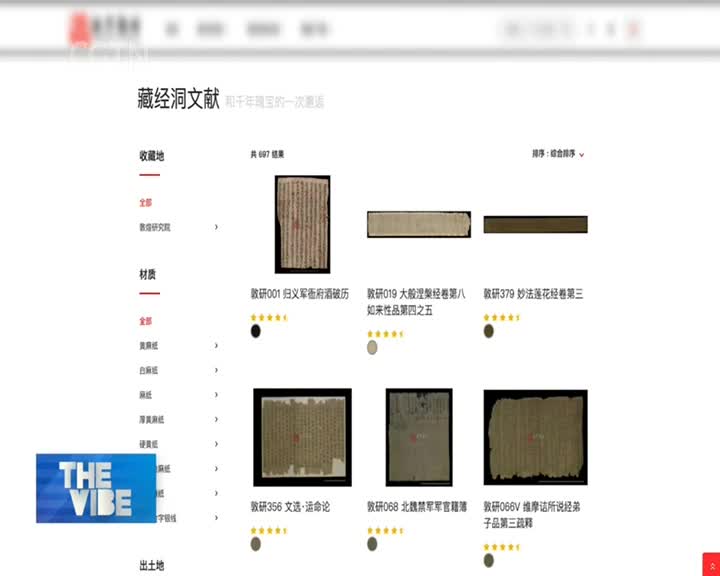 藏经洞文献 和千年瑰宝的一次邂逅
收藏地
全部
敦煌研究院
材质
全部
黄麻纸
白麻纸
麻纸
厚黄麻纸
硬黄纸
麻纸
纸
字银线
出土地
共 697 结果
排序：综合排序
敦研001 归义军衙府酒破历
敦研019 大般涅槃经卷第八
如来性品第四之五
敦研379 妙法莲花经卷第三
敦研356 文选·运命论
敦研068 北魏禁军军官籍簿
敦研066V 维摩诘所说经弟
子品第三疏释
THE
VIBE